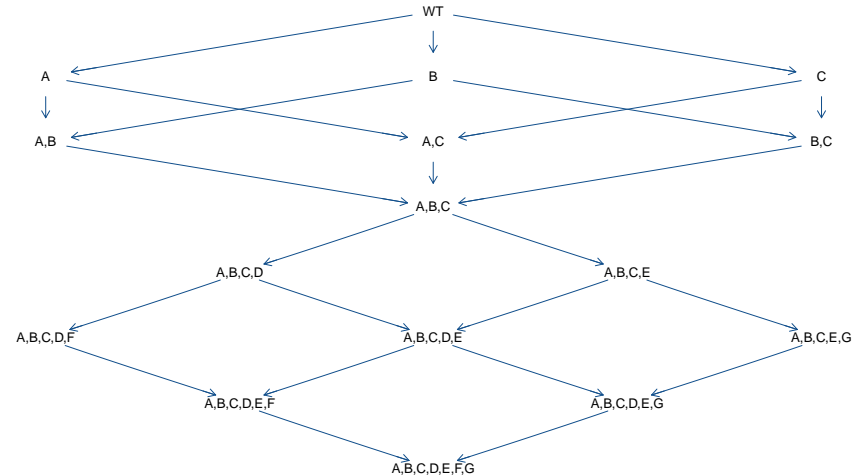 WT
A
B
C
A,B
A,C
B,C
A,B,C
A,B,C,D
A,B,C,E
A,B,C,D,F
A,B,C,D,E
A,B,C,E,G
A,B,C,D,E,F
A,B,C,D,E,G
A,B,C,D,E,F,G